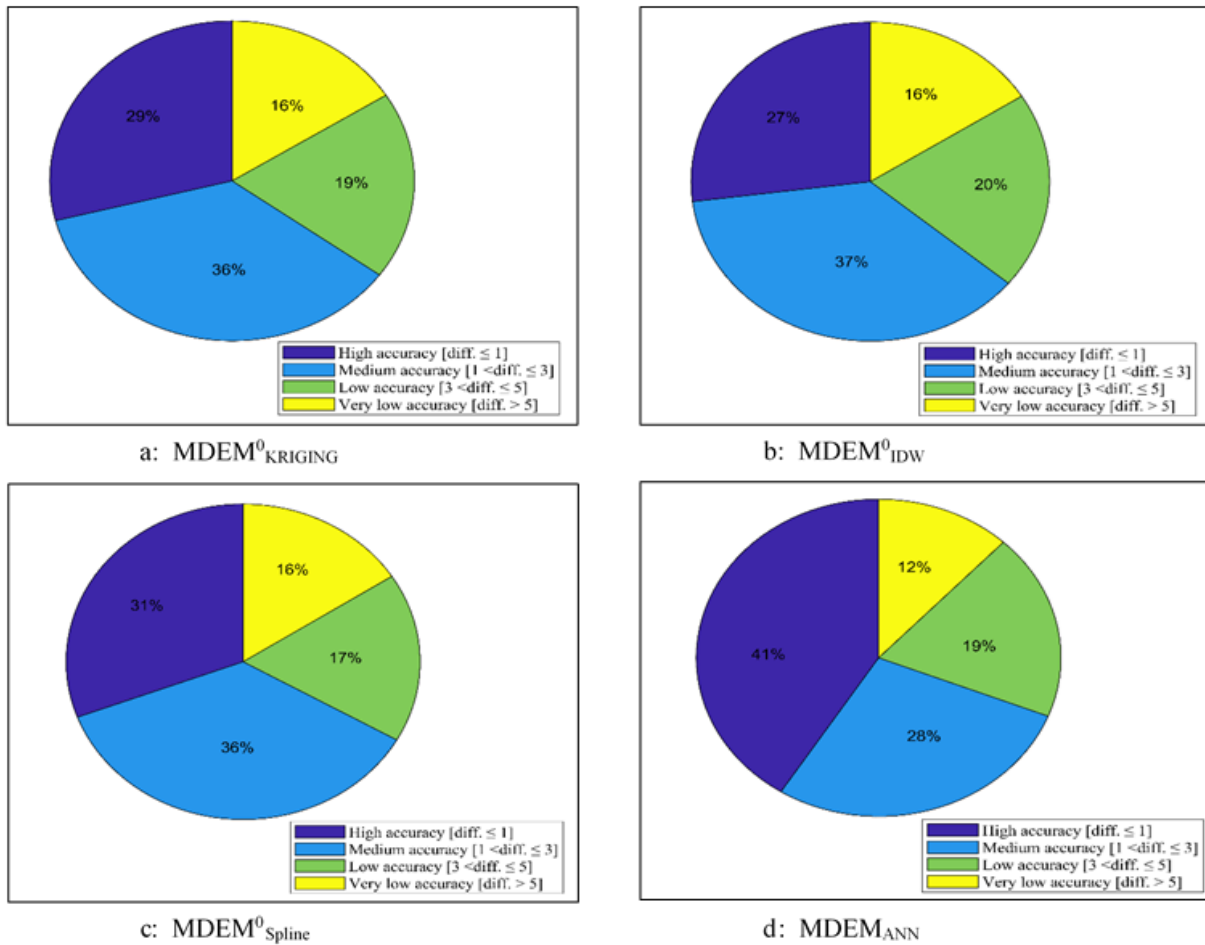 29%
16%
19%
36%
High accuracy [diff. ≤ 1]
Medium accuracy [1 <diff. ≤ 3]
Low accuracy [3 <diff. ≤ 5]
Very low accuracy [diff. > 5]
a: MDEM⁰KRIGING
27%
16%
20%
37%
High accuracy [diff. ≤ 1]
Medium accuracy [1 <diff. ≤ 3]
Low accuracy [3 <diff. ≤ 5]
Very low accuracy [diff. > 5]
b: MDEM⁰IDW
31%
16%
17%
36%
High accuracy [diff. ≤ 1]
Medium accuracy [1 <diff. ≤ 3]
Low accuracy [3 <diff. ≤ 5]
Very low accuracy [diff. > 5]
c: MDEM⁰Spline
41%
12%
19%
28%
High accuracy [diff. ≤ 1]
Medium accuracy [1 <diff. ≤ 3]
Low accuracy [3 <diff. ≤ 5]
Very low accuracy [diff. > 5]
d: MDEMANN